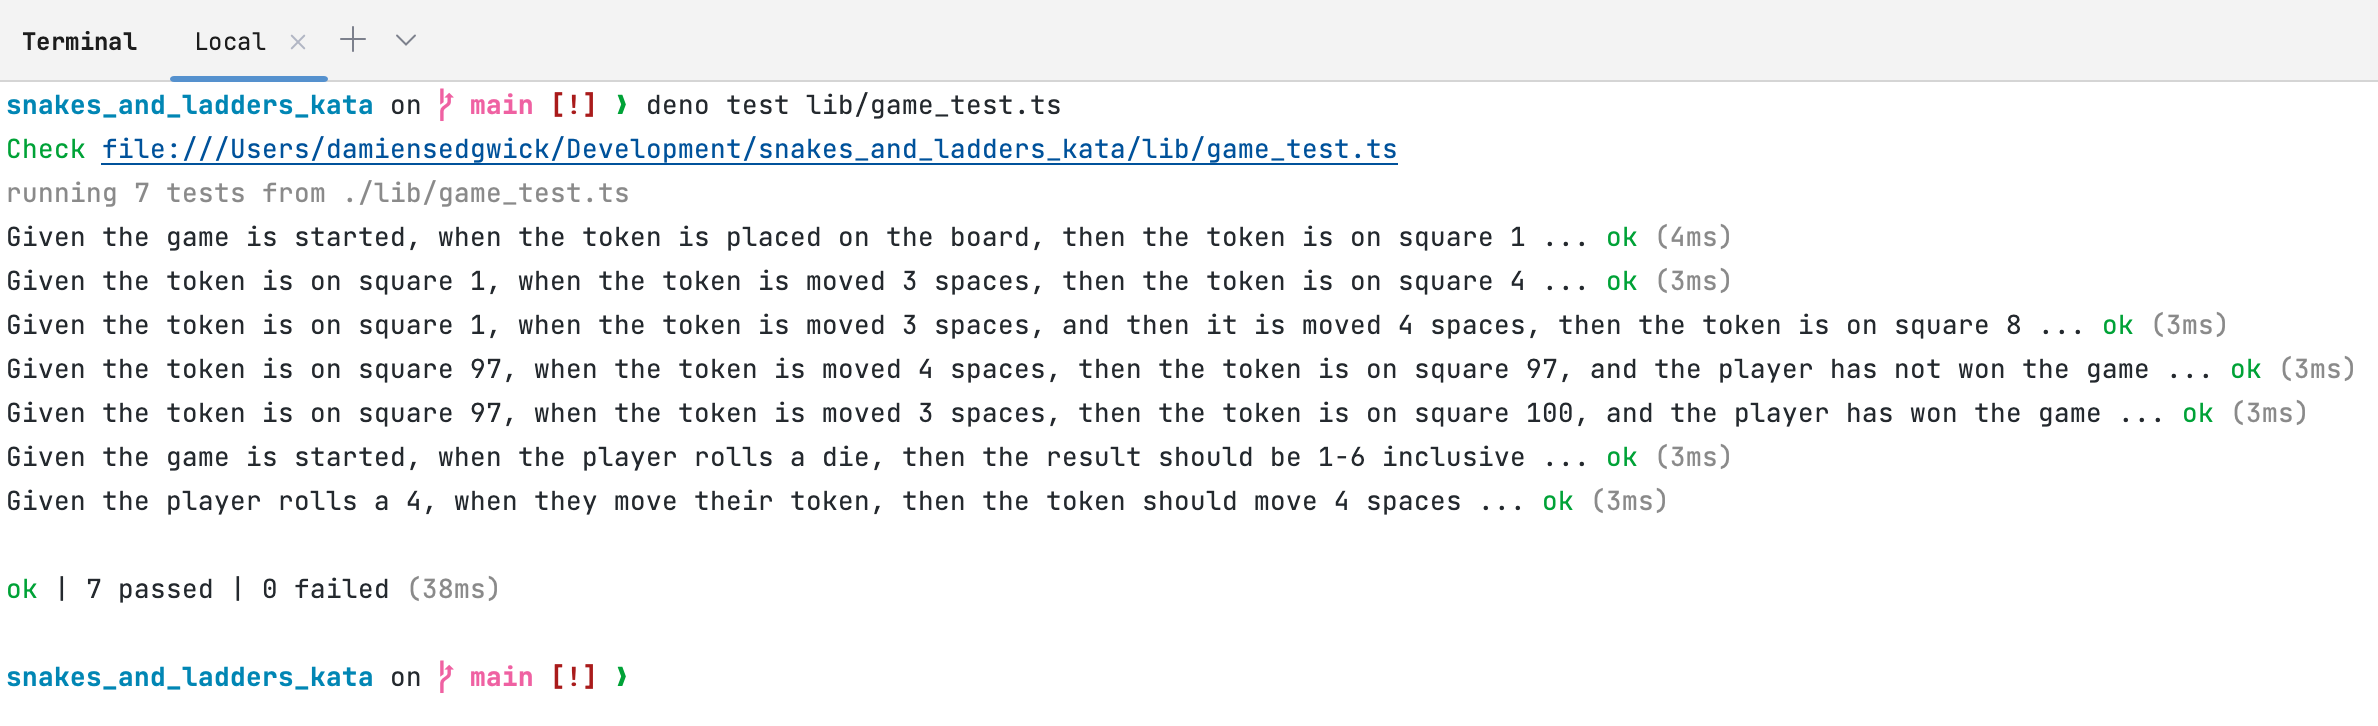 Terminal Local
snakes_and_ladders_kata on main [!] ❱ deno test lib/game_test.ts
Check file:///Users/damiensedgwick/Development/snakes_and_ladders_kata/lib/game_test.ts
running 7 tests from ./lib/game_test.ts
Given the game is started, when the token is placed on the board, then the token is on square 1 ... ok (4ms)
Given the token is on square 1, when the token is moved 3 spaces, then the token is on square 4 ... ok (3ms)
Given the token is on square 1, when the token is moved 3 spaces, and then it is moved 4 spaces, then the token is on square 8 ... ok (3ms)
Given the token is on square 97, when the token is moved 4 spaces, then the token is on square 97, and the player has not won the game ... ok (3ms)
Given the token is on square 97, when the token is moved 3 spaces, then the token is on square 100, and the player has won the game ... ok (3ms)
Given the game is started, when the player rolls a die, then the result should be 1-6 inclusive ... ok (3ms)
Given the player rolls a 4, when they move their token, then the token should move 4 spaces ... ok (3ms)
ok | 7 passed | 0 failed (38ms)
snakes_and_ladders_kata on main [!] ❱